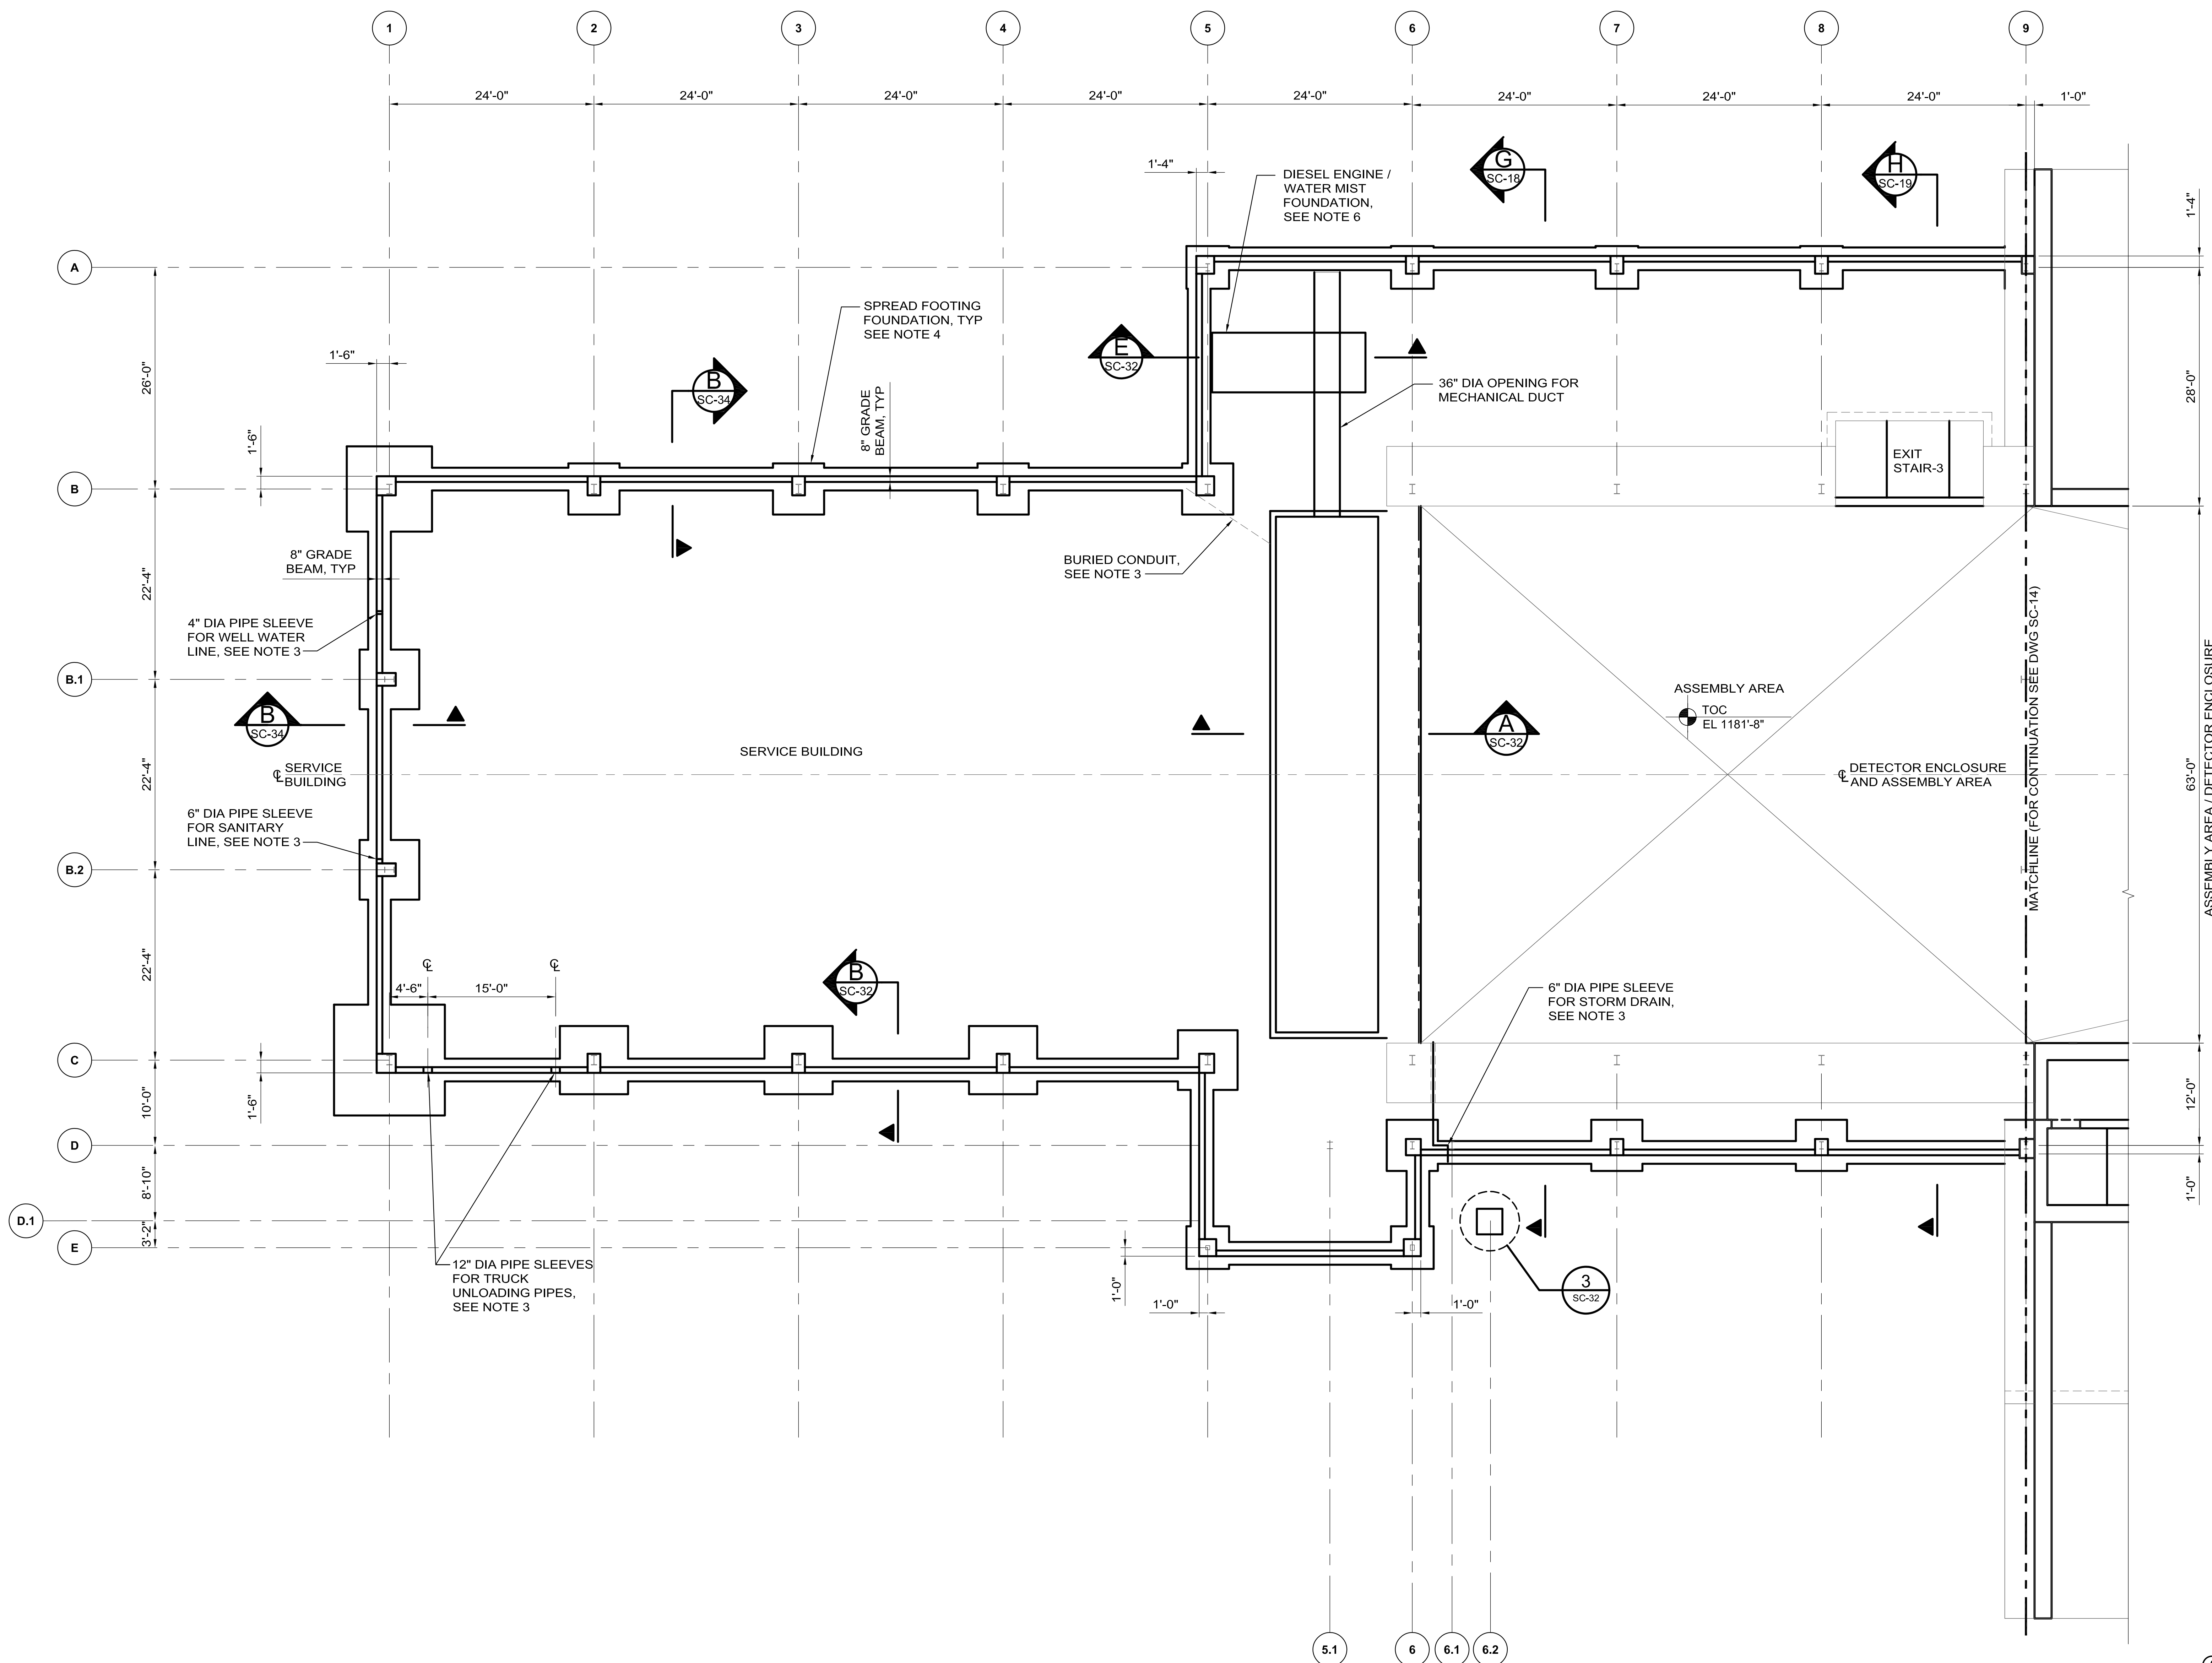 1
2
3
4
5
6
7
8
9
24'-0"
24'-0"
24'-0"
24'-0"
24'-0"
24'-0"
24'-0"
24'-0"
1'-0"
1'-4"
DIESEL ENGINE /
WATER MIST
FOUNDATION,
SEE NOTE 6
G
SC-18
H
SC-19
1'-4"
A
SPREAD FOOTING
FOUNDATION, TYP
SEE NOTE 4
E
SC-32
1'-6"
26'-0"
B
SC-34
8" GRADE
BEAM, TYP
36" DIA OPENING FOR
MECHANICAL DUCT
28'-0"
1'-6"
EXIT
STAIR-3
B
8" GRADE
BEAM, TYP
BURIED CONDUIT,
SEE NOTE 3
22'-4"
4" DIA PIPE SLEEVE
FOR WELL WATER
LINE, SEE NOTE 3
B.1
B
SC-34
A
SC-32
ASSEMBLY AREA
TOC
EL 1181'-8"
MATCHLINE (FOR CONTINUATION SEE DWG SC-14)
63'-0"
ASSEMBLY AREA / DETECTOR ENCLOSURE
SERVICE BUILDING
22'-4"
℄ SERVICE
BUILDING
℄ DETECTOR ENCLOSURE
AND ASSEMBLY AREA
6" DIA PIPE SLEEVE
FOR SANITARY
LINE, SEE NOTE 3
B.2
22'-4"
℄
℄
4'-6"
15'-0"
B
SC-32
6" DIA PIPE SLEEVE
FOR STORM DRAIN,
SEE NOTE 3
C
1'-6"
10'-0"
12'-0"
D
8'-10"
1'-0"
D.1
3'-2"
E
12" DIA PIPE SLEEVES
FOR TRUCK
UNLOADING PIPES,
SEE NOTE 3
1'-0"
1'-0"
1'-0"
3
SC-32
5.1
6
6.1
6.2